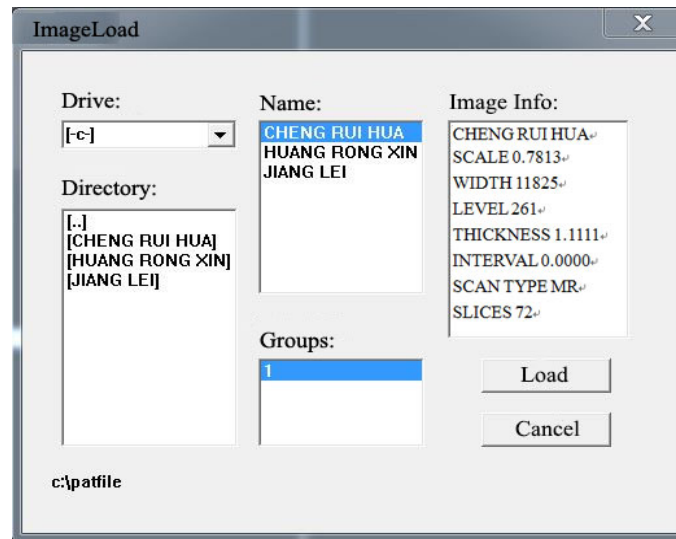 ImageLoad
Drive:
[-c-]
Directory:
[..]
[CHENG RUI HUA]
[HUANG RONG XIN]
[JIANG LEI]
Name:
CHENG RUI HUA
HUANG RONG XIN
JIANG LEI
Groups:
1
Image Info:
CHENG RUI HUA
SCALE 0.7813
WIDTH 11825
LEVEL 261
THICKNESS 1.1111
INTERVAL 0.0000
SCAN TYPE MR
SLICES 72
Load
Cancel
c:\patfile